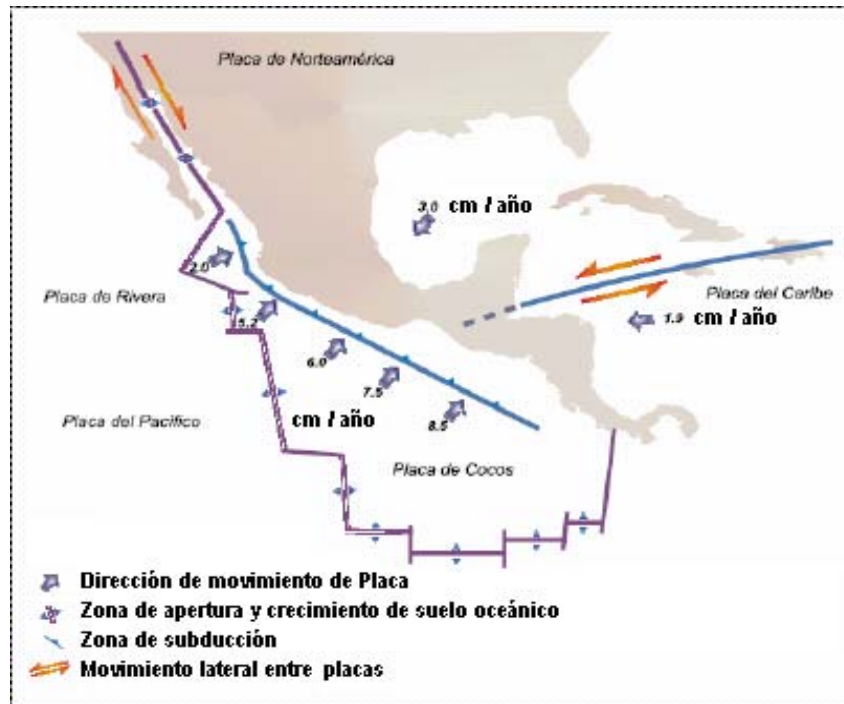 Placa de Norteamérica
3.0 cm / año
2.0
Placa de Rivera
Placa del Caribe
5.2
1.9 cm / año
6.0
7.5
Placa del Pacífico
cm / año
8.5
Placa de Cocos
Dirección de movimiento de Placa
Zona de apertura y crecimiento de suelo oceánico
Zona de subducción
Movimiento lateral entre placas